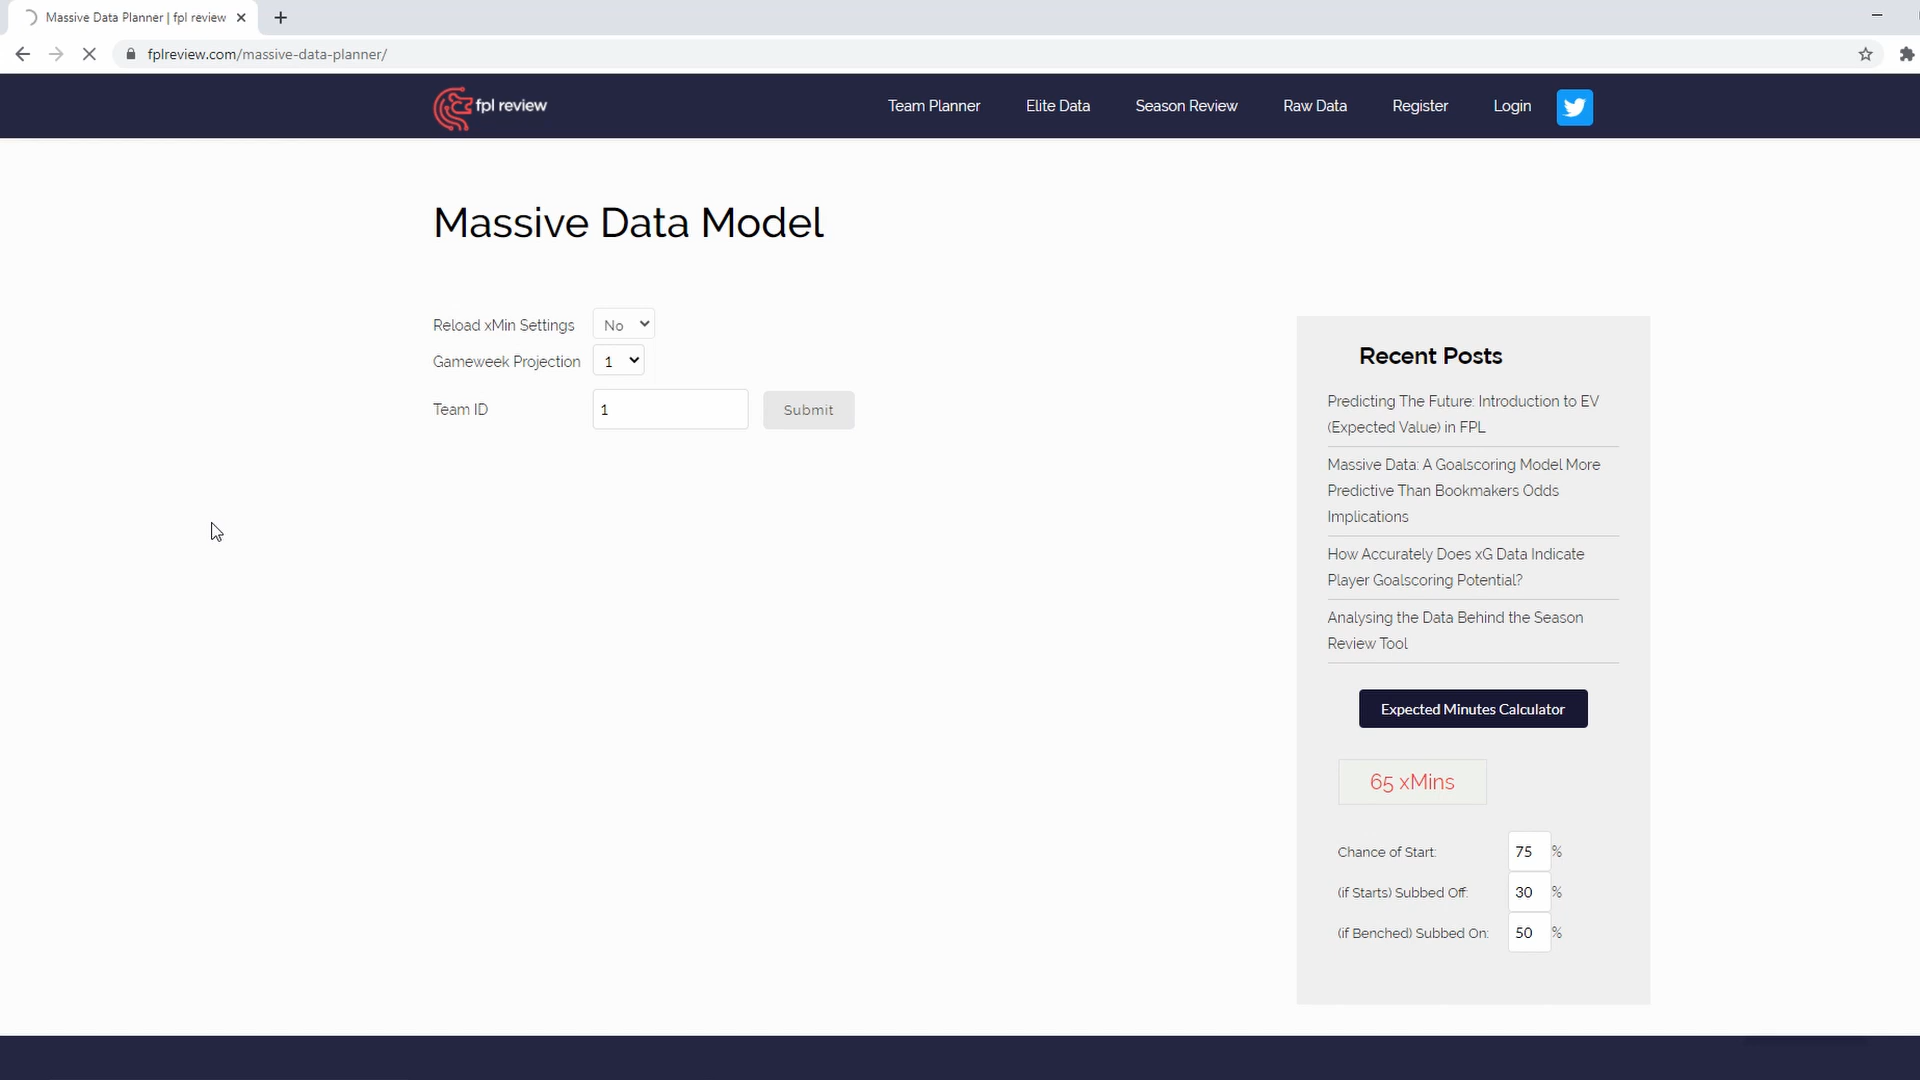 Massive Data Planner | fpl review
fplreview.com/massive-data-planner/
fpl review
Team Planner
Elite Data
Season Review
Raw Data
Register
Login
Massive Data Model
Reload xMin Settings
No
Gameweek Projection
1
Team ID
1
Submit
Recent Posts
Predicting The Future: Introduction to EV
(Expected Value) in FPL
Massive Data: A Goalscoring Model More
Predictive Than Bookmakers Odds
Implications
How Accurately Does xG Data Indicate
Player Goalscoring Potential?
Analysing the Data Behind the Season
Review Tool
Expected Minutes Calculator
65 xMins
Chance of Start:
75 %
(if Starts) Subbed Off:
30 %
(if Benched) Subbed On:
50 %